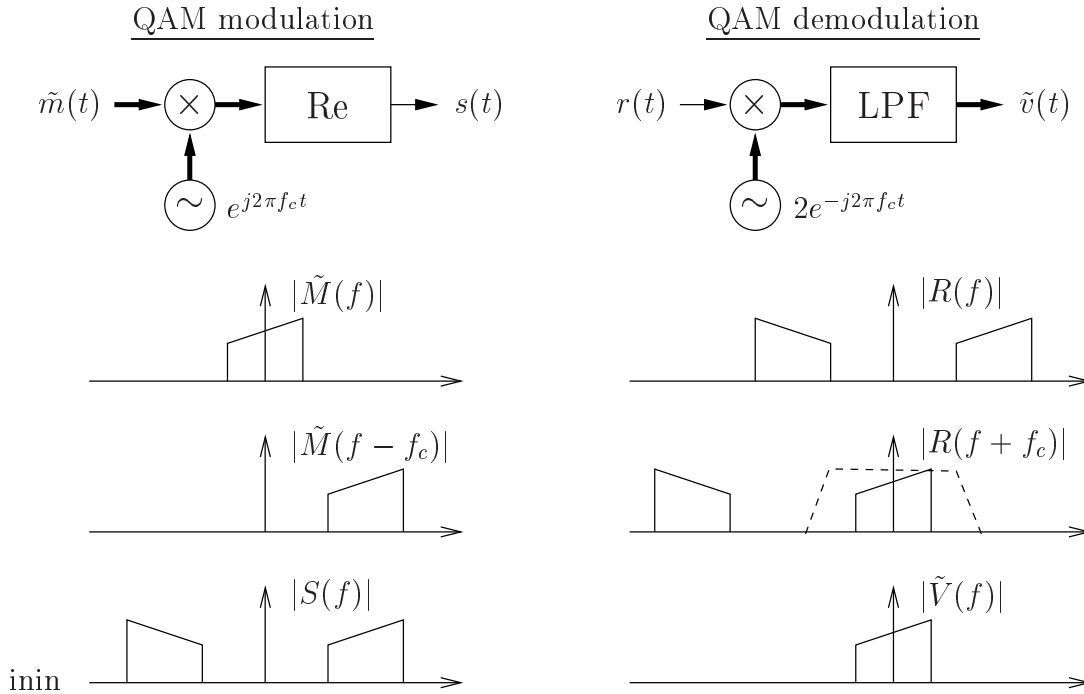 QAM modulation
m̃(t) × Re s(t)
∼ e^{j2πf_c t}
|M̃(f)|
|M̃(f − f_c)|
|S(f)|
inin
QAM demodulation
r(t) × LPF ṽ(t)
∼ 2e^{−j2πf_c t}
|R(f)|
|R(f + f_c)|
|Ṽ(f)|